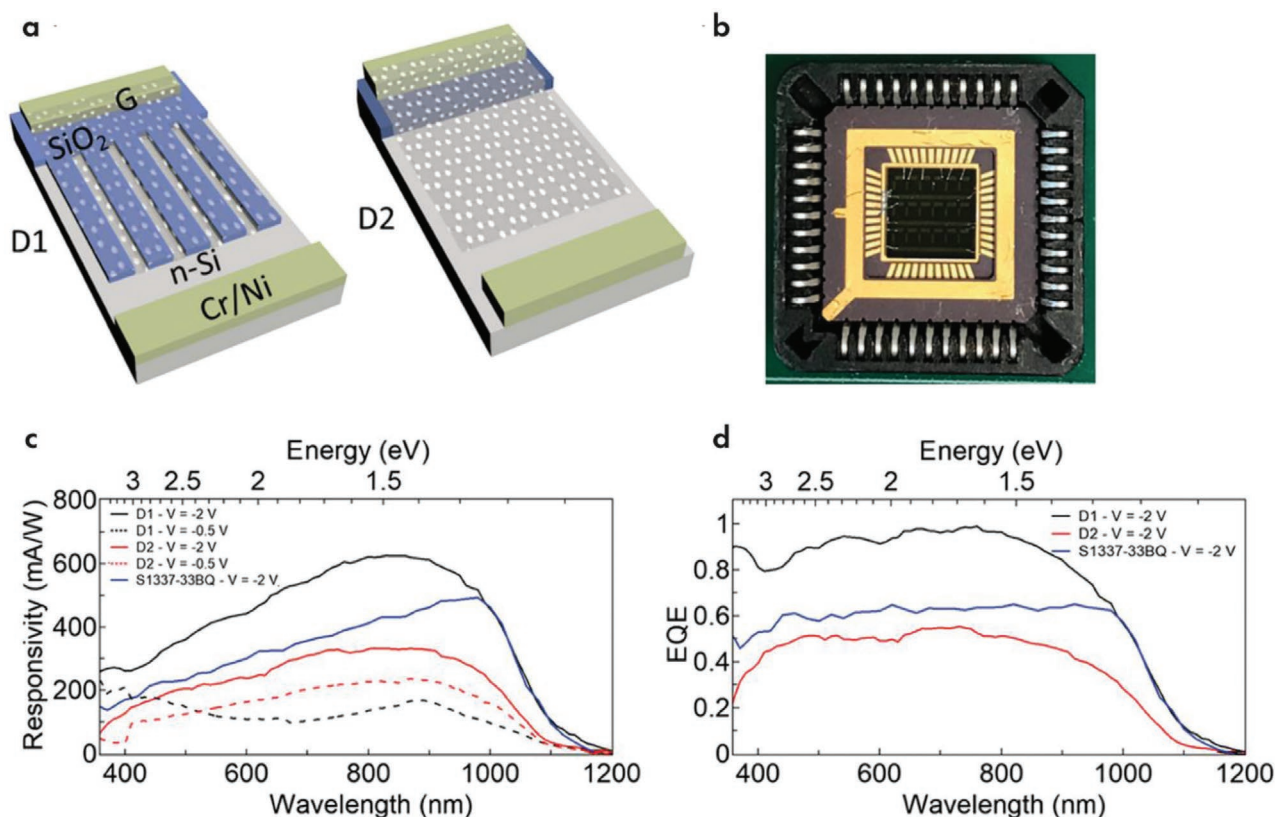 a
G
SiO₂
D1
n-Si
Cr/Ni
D2
b
c
Energy (eV)
3 2.5 2 1.5
800
600
400
200
0
Responsivity (mA/W)
D1 - V = -2 V
D1 - V = -0.5 V
D2 - V = -2 V
D2 - V = -0.5 V
S1337-33BQ - V = -2 V
400 600 800 1000 1200
Wavelength (nm)
d
Energy (eV)
3 2.5 2 1.5
1
0.8
0.6
0.4
0.2
0
EQE
D1 - V = -2 V
D2 - V = -2 V
S1337-33BQ - V = -2 V
400 600 800 1000 1200
Wavelength (nm)